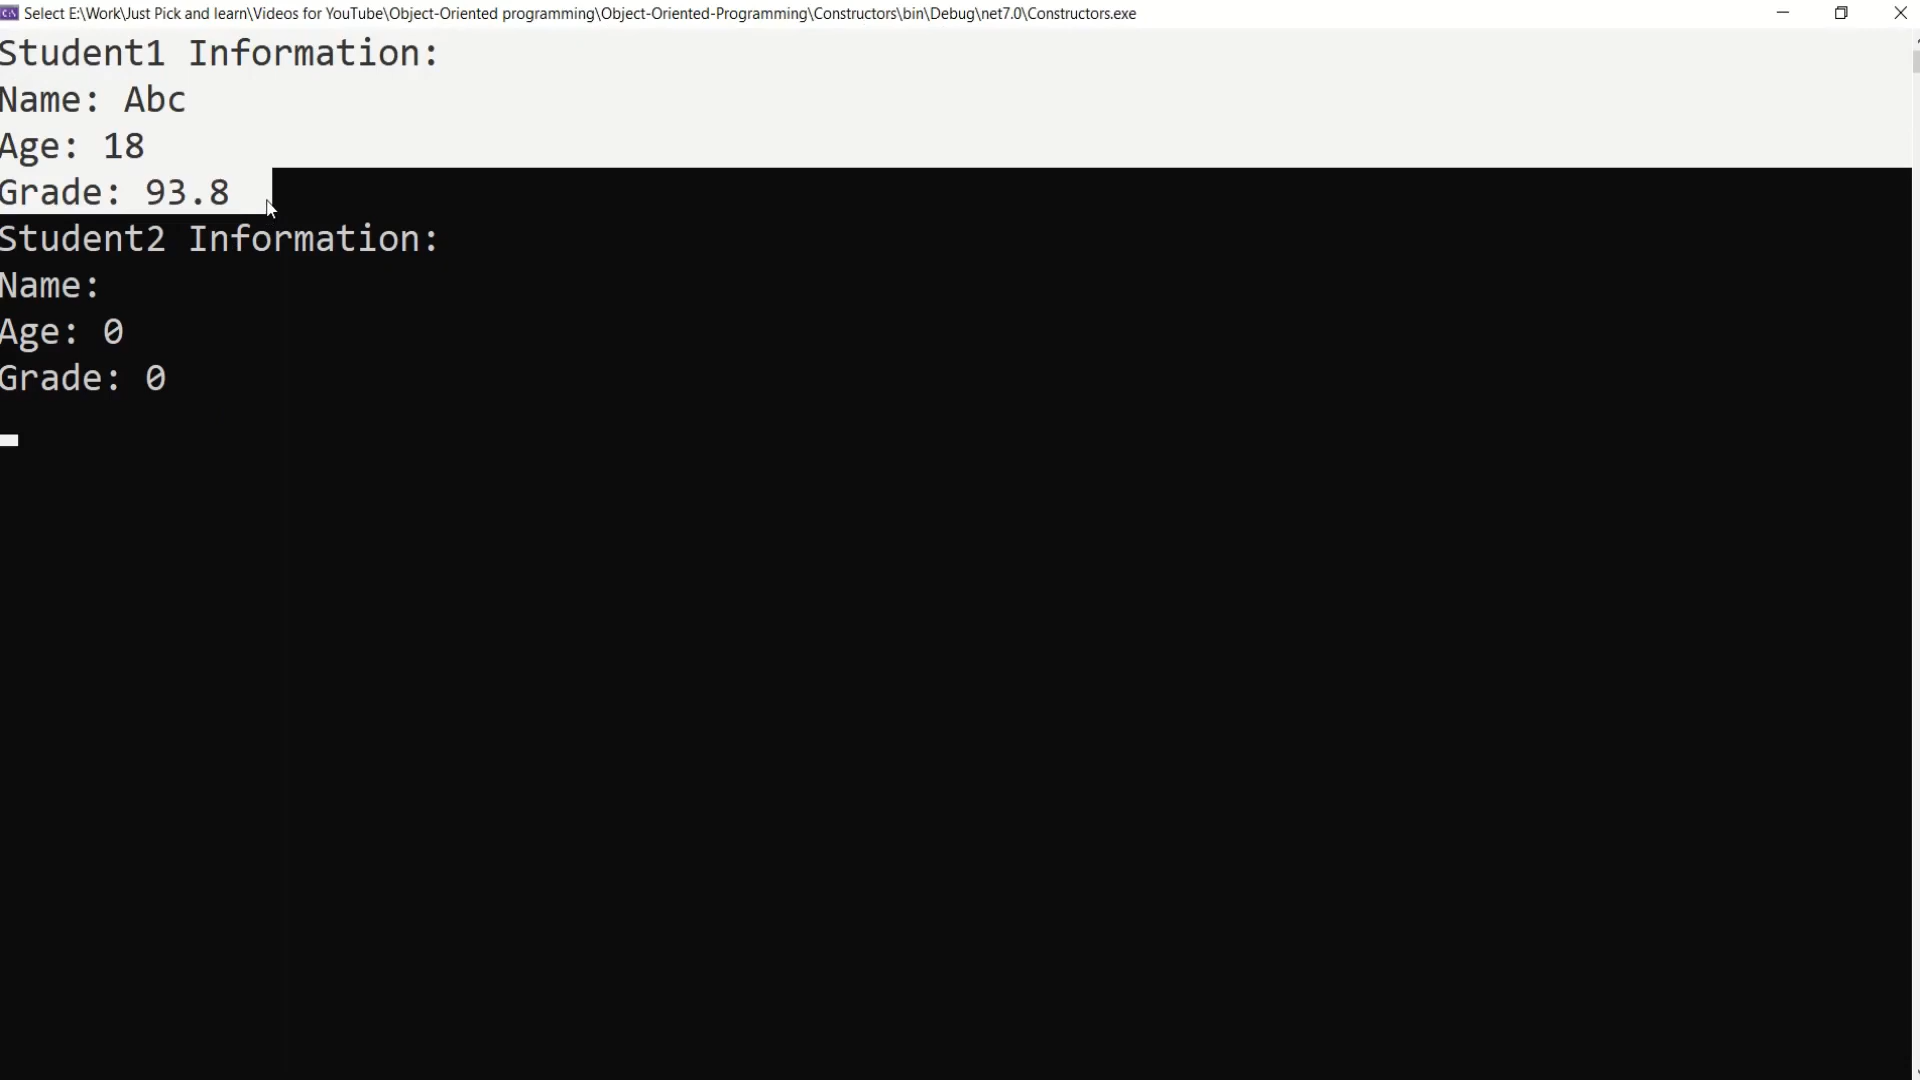 Select E:\Work\Just Pick and learn\Videos for YouTube\Object-Oriented programming\Object-Oriented-Programming\Constructors\bin\Debug\net7.0\Constructors.exe
Student1 Information:
Name: Abc
Age: 18
Grade: 93.8
Student2 Information:
Name:
Age: 0
Grade: 0